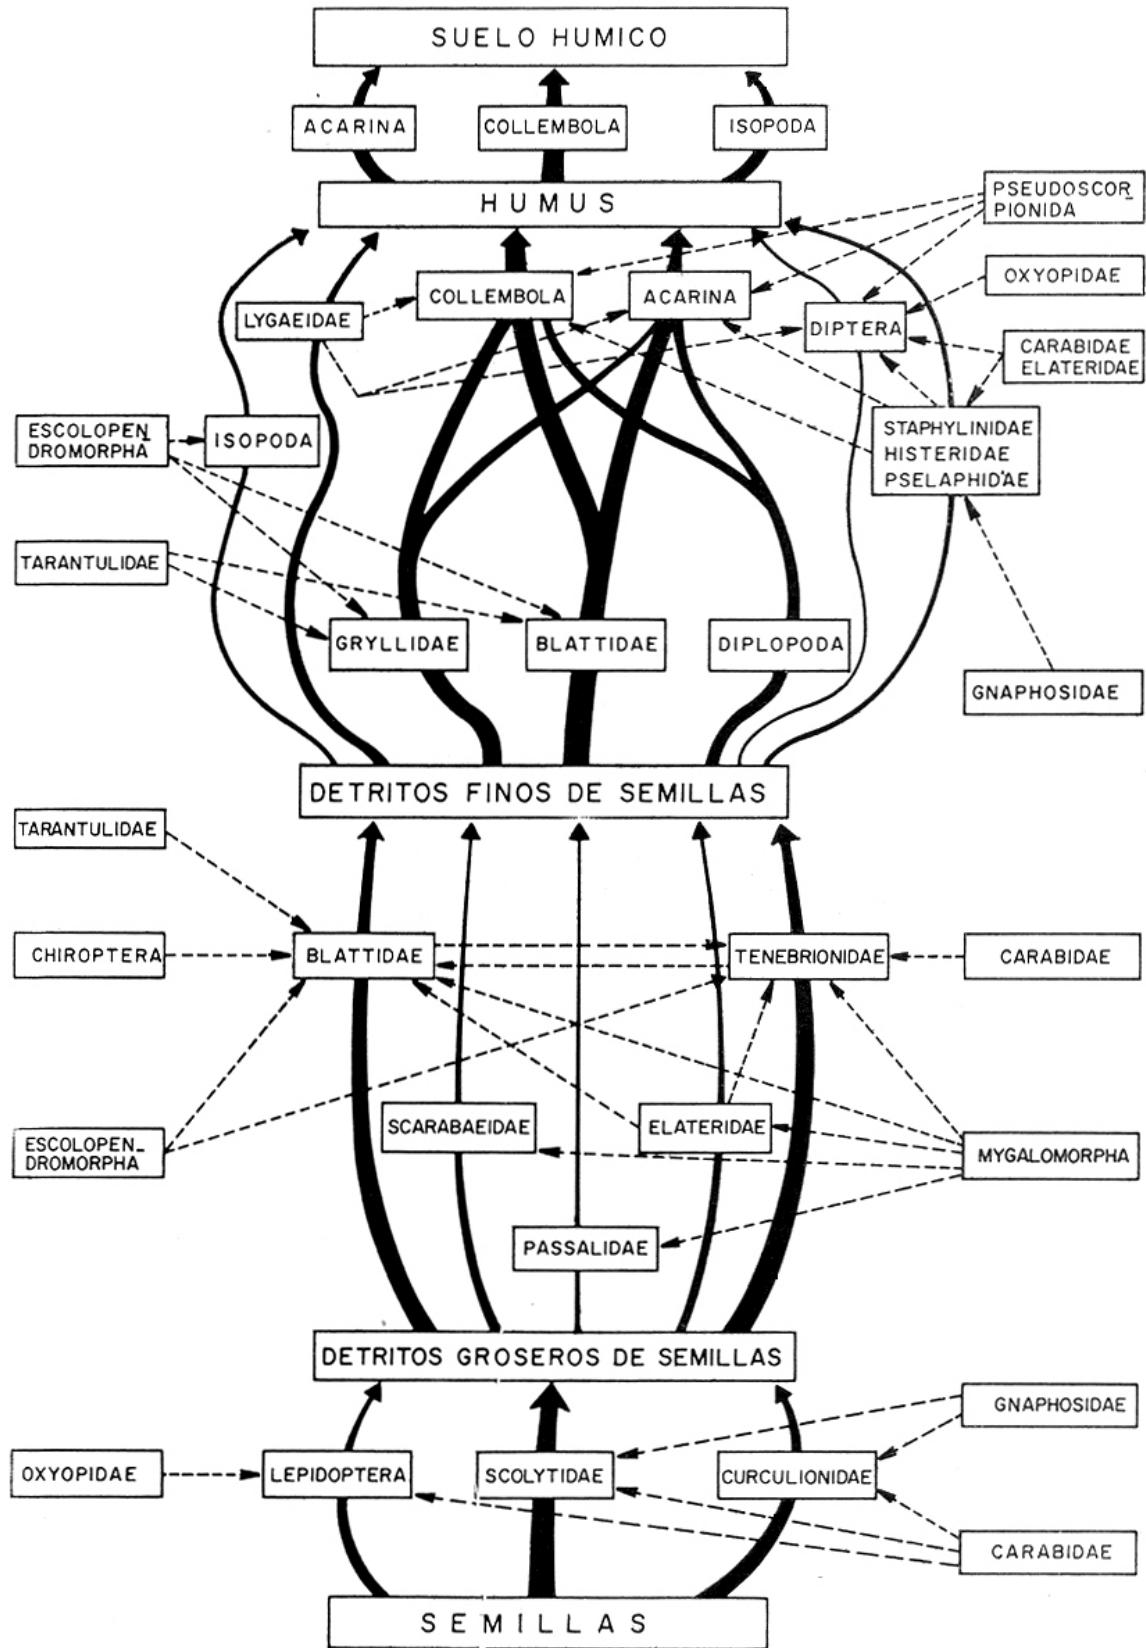 SUELO HUMICO
ACARINA
COLLEMBOLA
ISOPODA
HUMUS
PSEUDOSCOR-
PIONIDA
COLLEMBOLA
ACARINA
OXYOPIDAE
LYGAEIDAE
DIPTERA
CARABIDAE
ELATERIDAE
ESCOLOPEN-
DROMORPHA
ISOPODA
STAPHYLINIDAE
HISTERIDAE
PSELAPHIDAE
TARANTULIDAE
GRYLLIDAE
BLATTIDAE
DIPLOPODA
GNAPHOSIDAE
DETRITOS FINOS DE SEMILLAS
TARANTULIDAE
CHIROPTERA
BLATTIDAE
TENEBRIONIDAE
CARABIDAE
SCARABAEIDAE
ELATERIDAE
ESCOLOPEN-
DROMORPHA
MYGALOMORPHA
PASSALIDAE
DETRITOS GROSEROS DE SEMILLAS
GNAPHOSIDAE
OXYOPIDAE
LEPIDOPTERA
SCOLYTIDAE
CURCULIONIDAE
CARABIDAE
SEMILLAS